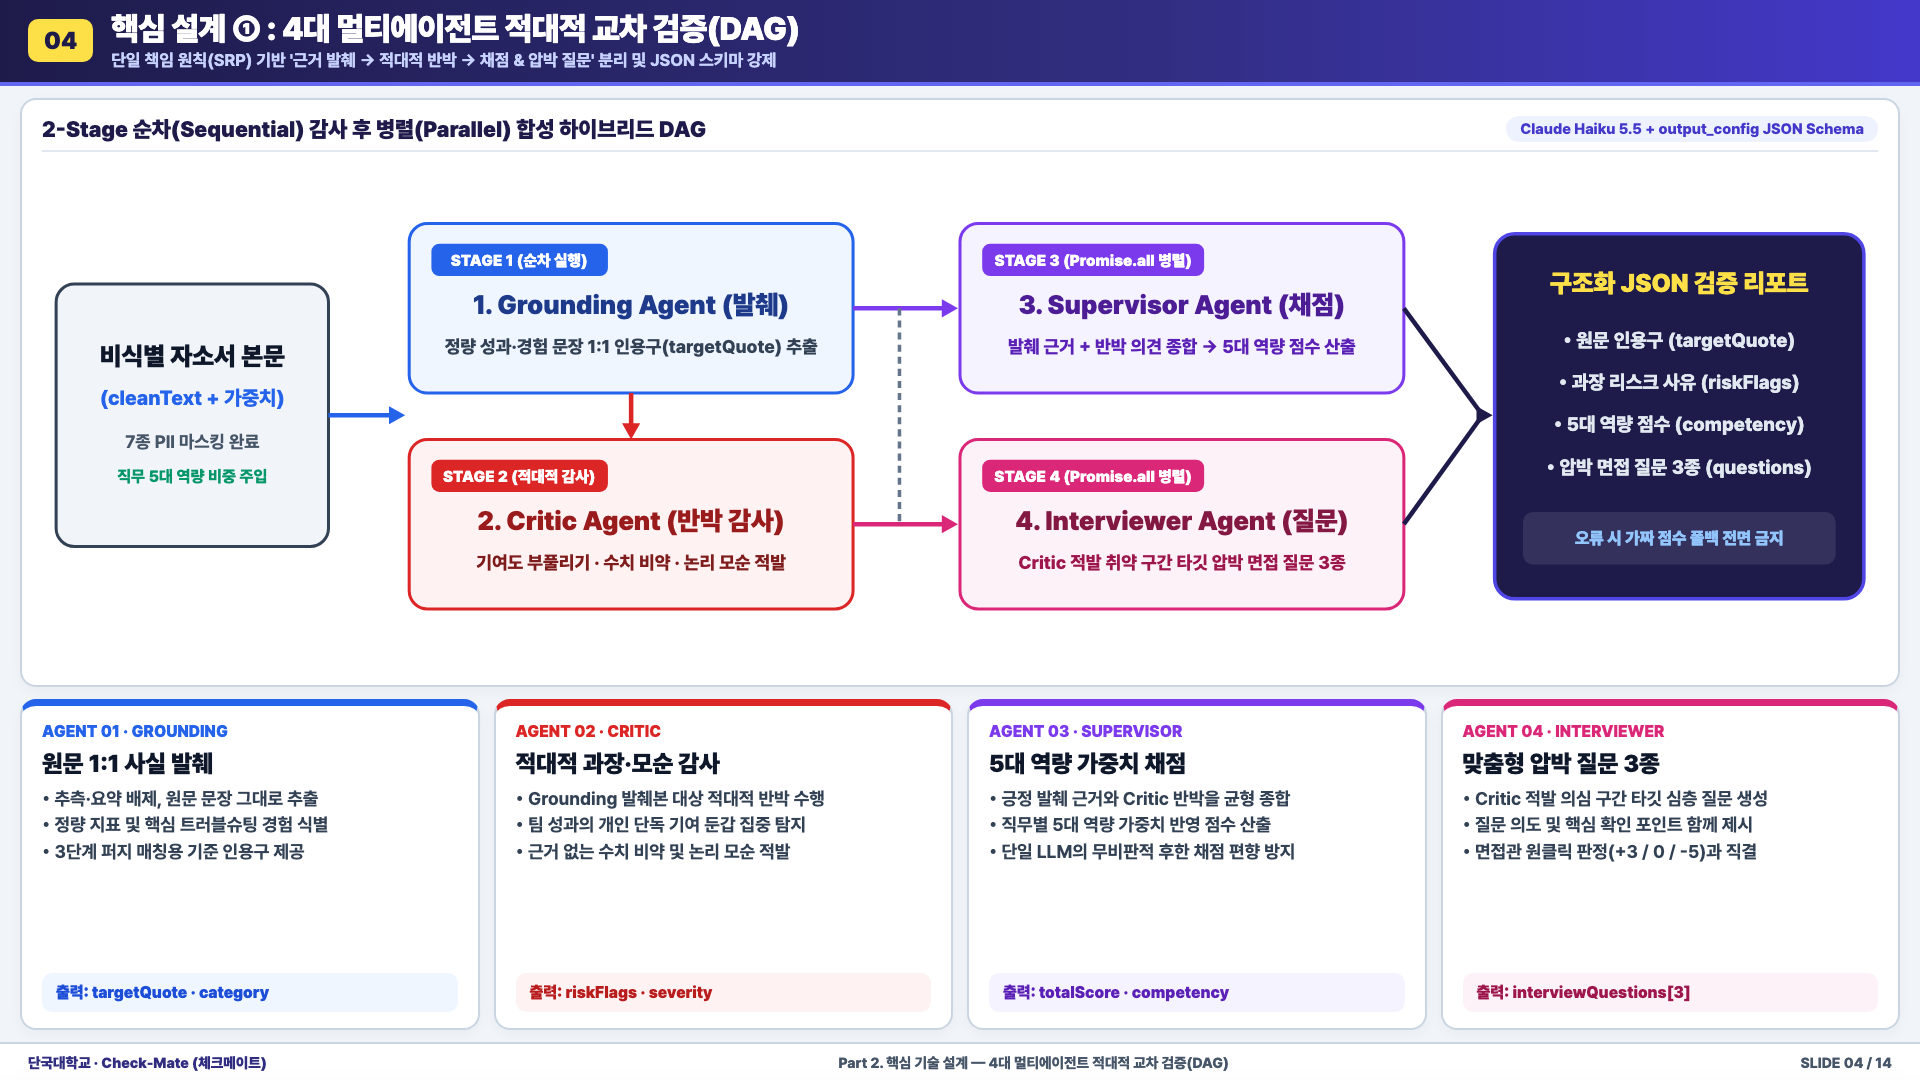 04
핵심 설계 ① : 4대 멀티에이전트 적대적 교차 검증(DAG)
단일 책임 원칙(SRP) 기반 '근거 발췌 → 적대적 반박 → 채점 & 압박 질문' 분리 및 JSON 스키마 강제
2-Stage 순차(Sequential) 감사 후 병렬(Parallel) 합성 하이브리드 DAG
Claude Haiku 5.5 + output_config JSON Schema
비식별 자소서 본문
(cleanText + 가중치)
7종 PII 마스킹 완료
직무 5대 역량 비중 주입
STAGE 1 (순차 실행)
1. Grounding Agent (발췌)
정량 성과·경험 문장 1:1 인용구(targetQuote) 추출
STAGE 2 (적대적 감사)
2. Critic Agent (반박 감사)
기여도 부풀리기 · 수치 비약 · 논리 모순 적발
STAGE 3 (Promise.all 병렬)
3. Supervisor Agent (채점)
발췌 근거 + 반박 의견 종합 → 5대 역량 점수 산출
STAGE 4 (Promise.all 병렬)
4. Interviewer Agent (질문)
Critic 적발 취약 구간 타깃 압박 면접 질문 3종
구조화 JSON 검증 리포트
• 원문 인용구 (targetQuote)
• 과장 리스크 사유 (riskFlags)
• 5대 역량 점수 (competency)
• 압박 면접 질문 3종 (questions)
오류 시 가짜 점수 폴백 전면 금지
AGENT 01 · GROUNDING
원문 1:1 사실 발췌
• 추측·요약 배제, 원문 문장 그대로 추출
• 정량 지표 및 핵심 트러블슈팅 경험 식별
• 3단계 퍼지 매칭용 기준 인용구 제공
출력: targetQuote · category
AGENT 02 · CRITIC
적대적 과장·모순 감사
• Grounding 발췌본 대상 적대적 반박 수행
• 팀 성과의 개인 단독 기여 둔갑 집중 탐지
• 근거 없는 수치 비약 및 논리 모순 적발
출력: riskFlags · severity
AGENT 03 · SUPERVISOR
5대 역량 가중치 채점
• 긍정 발췌 근거와 Critic 반박을 균형 종합
• 직무별 5대 역량 가중치 반영 점수 산출
• 단일 LLM의 무비판적 후한 채점 편향 방지
출력: totalScore · competency
AGENT 04 · INTERVIEWER
맞춤형 압박 질문 3종
• Critic 적발 의심 구간 타깃 심층 질문 생성
• 질문 의도 및 핵심 확인 포인트 함께 제시
• 면접관 원클릭 판정(+3 / 0 / -5)과 직결
출력: interviewQuestions[3]
단국대학교 · Check-Mate (체크메이트)
Part 2. 핵심 기술 설계 — 4대 멀티에이전트 적대적 교차 검증(DAG)
SLIDE 04 / 14